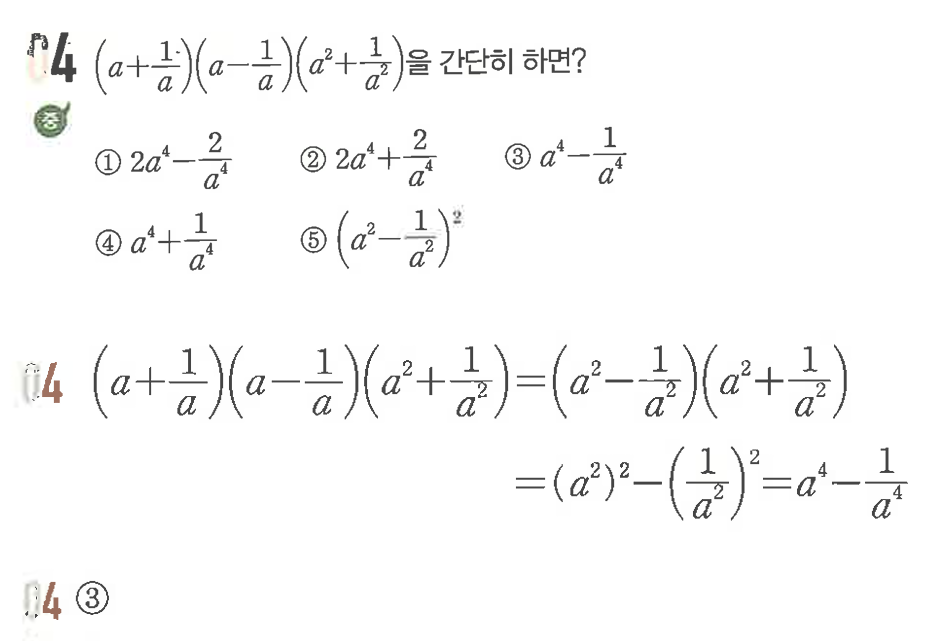 04 (a+1/a)(a-1/a)(a²+1/a²)을 간단히 하면?
중
① 2a⁴-2/a⁴ ② 2a⁴+2/a⁴ ③ a⁴-1/a⁴
④ a⁴+1/a⁴ ⑤ (a²-1/a²)²
04 (a+1/a)(a-1/a)(a²+1/a²)=(a²-1/a²)(a²+1/a²)
=(a²)²-(1/a²)²=a⁴-1/a⁴
04 ③